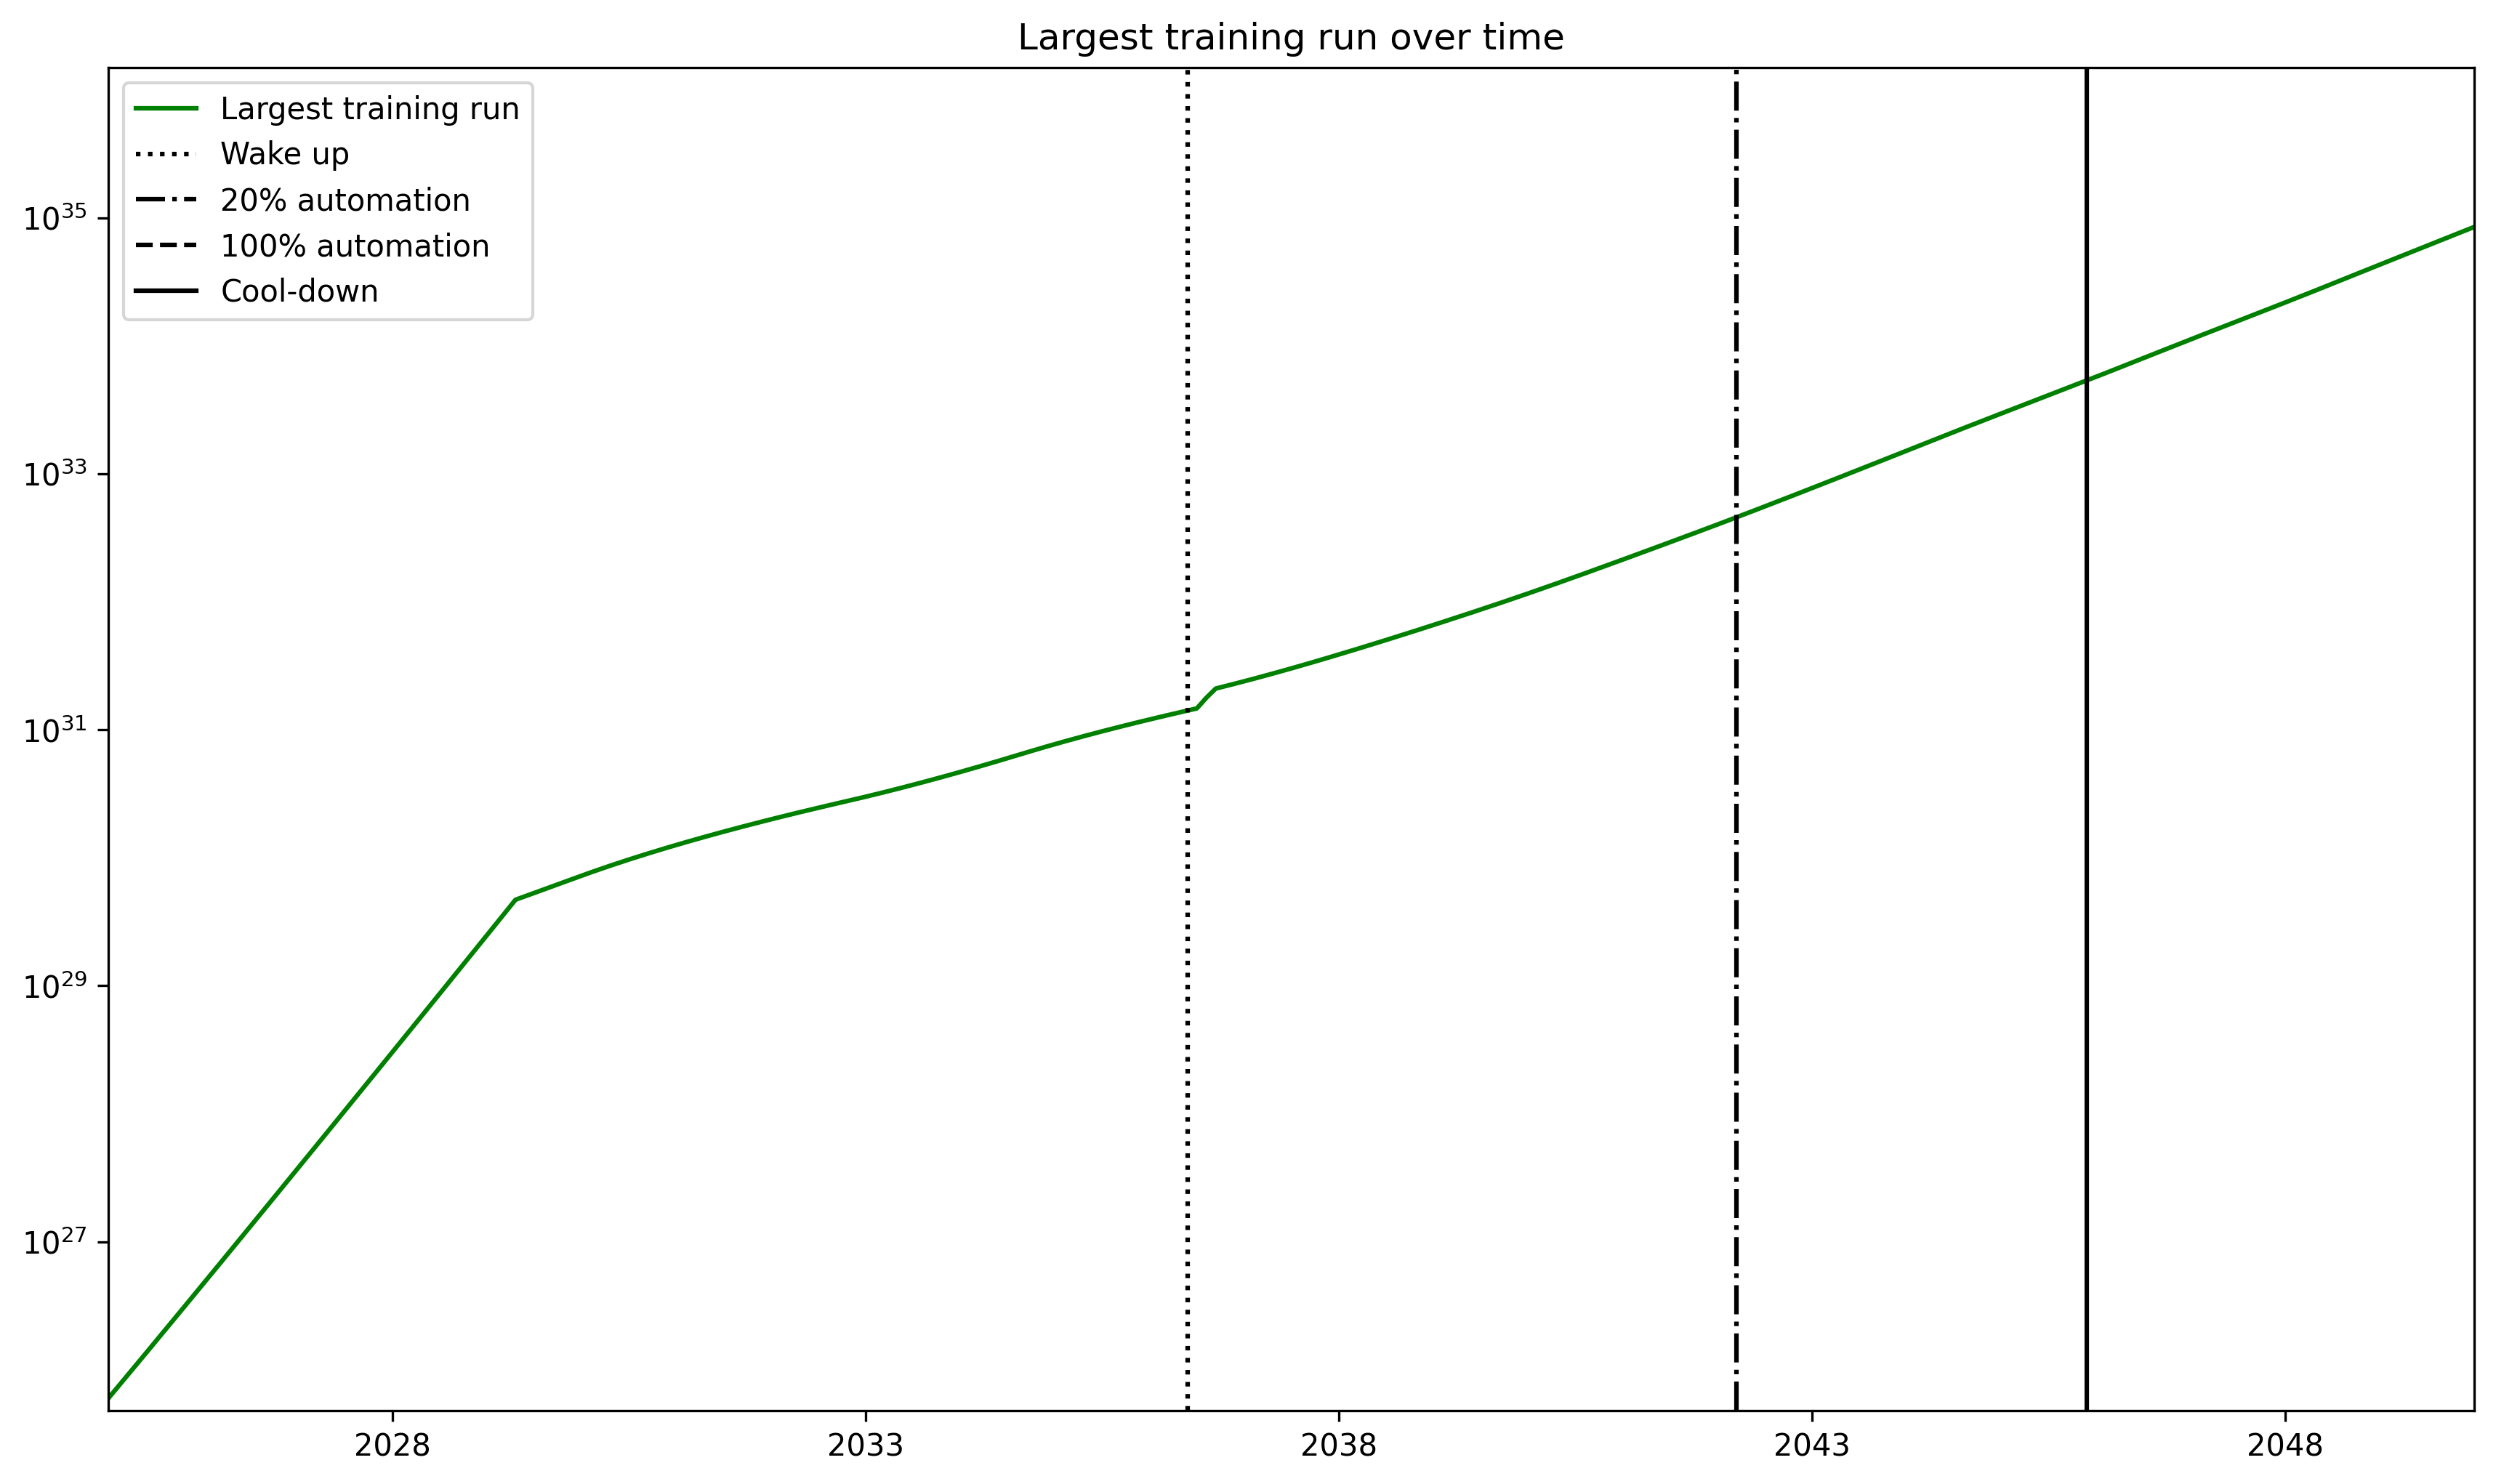 Largest training run over time
Largest training run
Wake up
20% automation
100% automation
Cool-down
10^35
10^33
10^31
10^29
10^27
2028 2033 2038 2043 2048